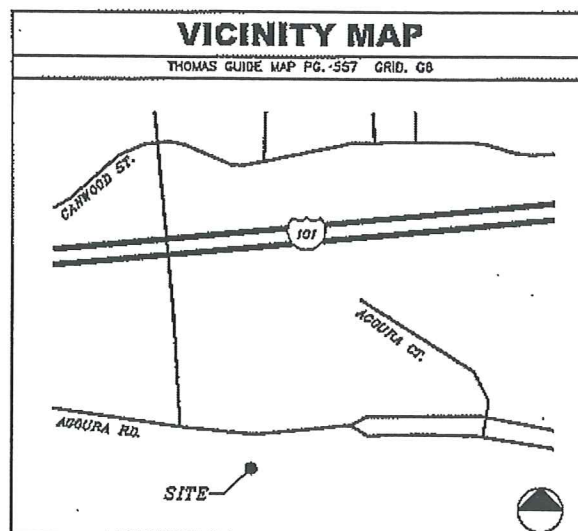 VICINITY MAP
THOMAS GUIDE MAP PG. 557 GRID. G8
CANWOOD ST.
101
AGOURA CT.
AGOURA RD.
SITE